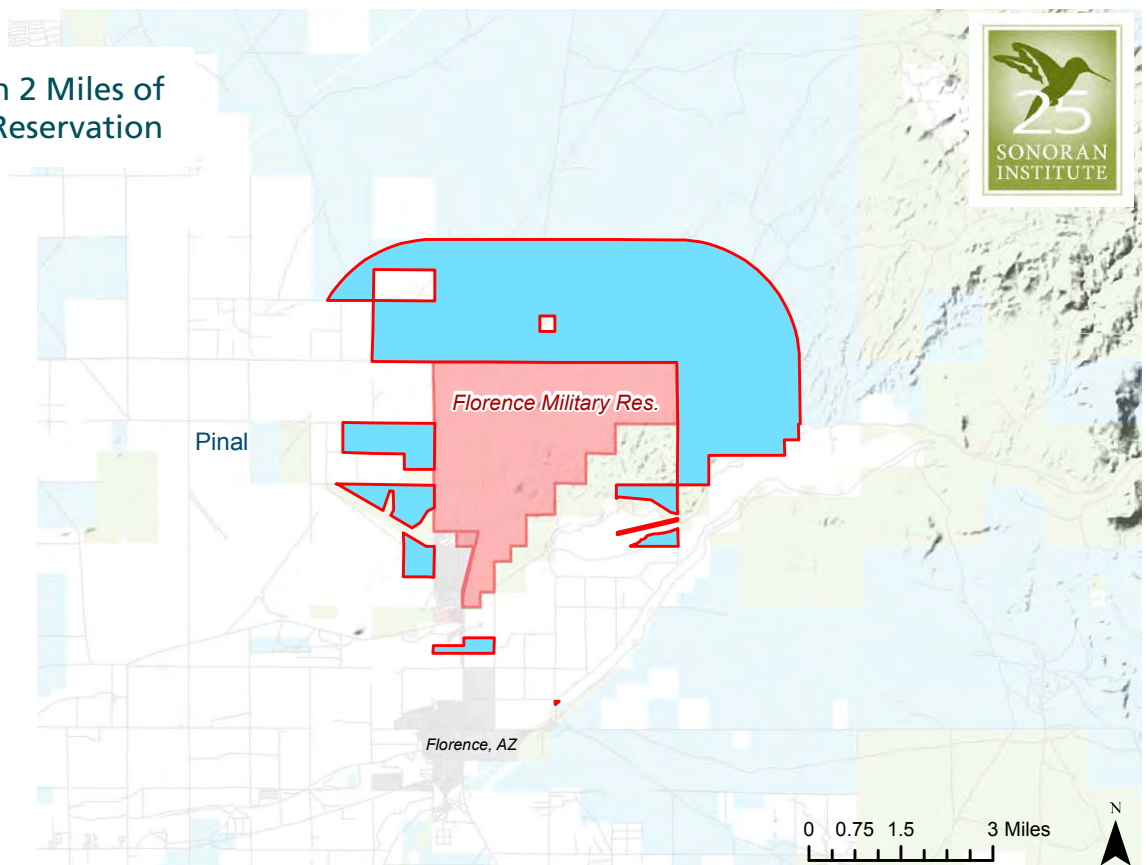 n 2 Miles of
Reservation
25
SONORAN
INSTITUTE
Florence Military Res.
Pinal
Florence, AZ
0 0.75 1.5 3 Miles
N